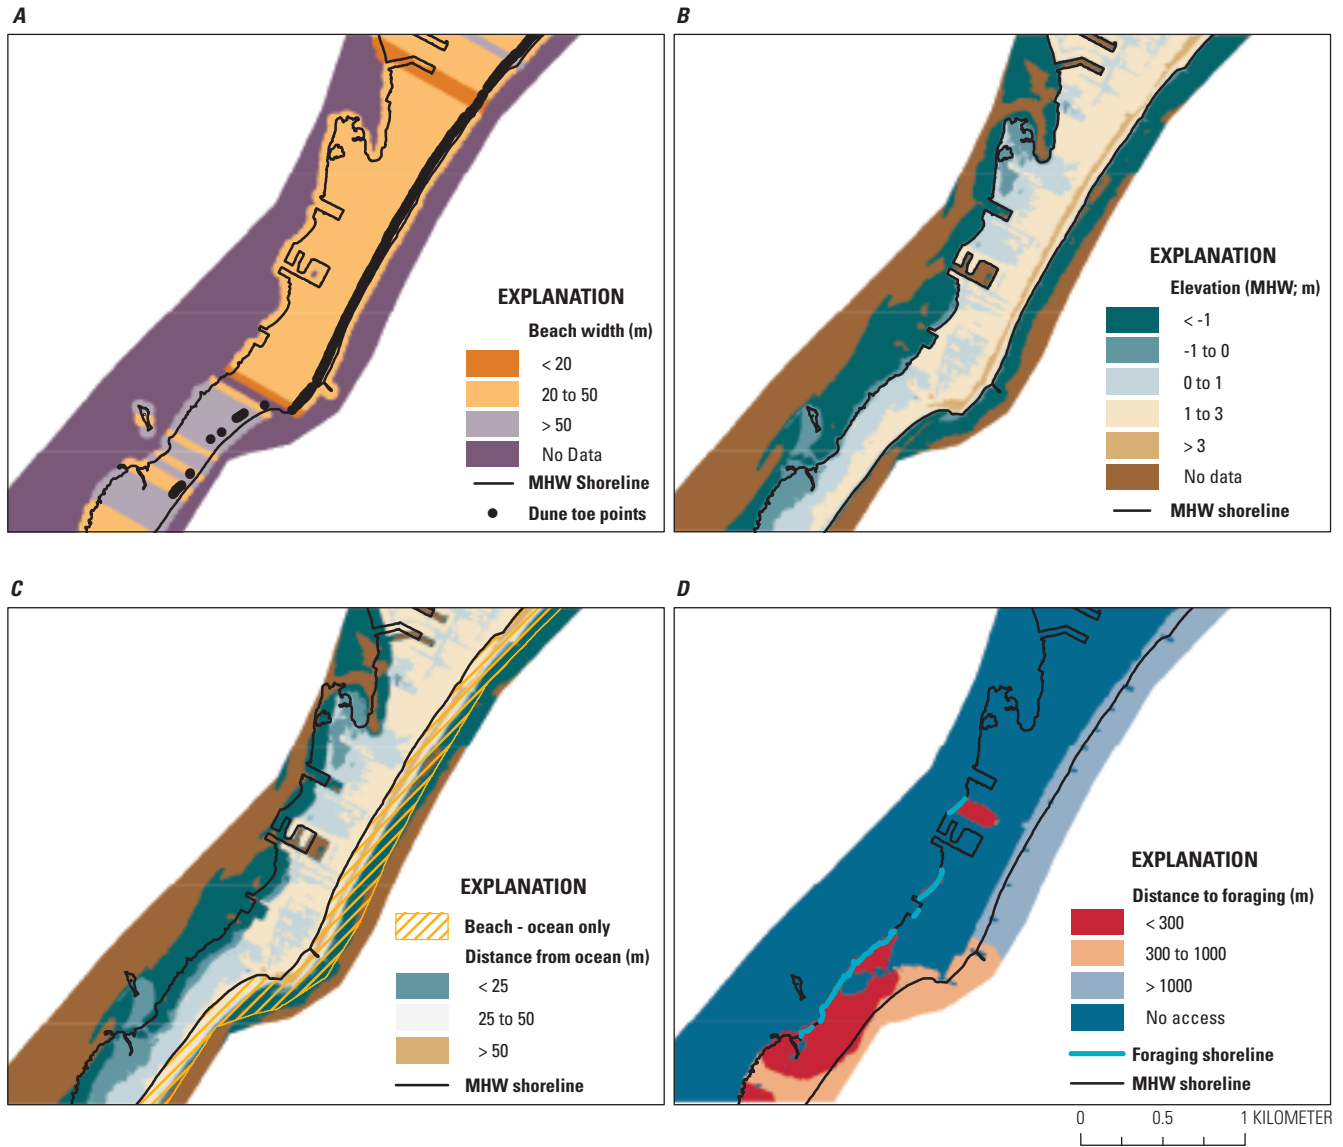 A
EXPLANATION
Beach width (m)
< 20
20 to 50
> 50
No Data
MHW Shoreline
Dune toe points
B
EXPLANATION
Elevation (MHW; m)
< -1
-1 to 0
0 to 1
1 to 3
> 3
No data
MHW shoreline
C
EXPLANATION
Beach - ocean only
Distance from ocean (m)
< 25
25 to 50
> 50
MHW shoreline
D
EXPLANATION
Distance to foraging (m)
< 300
300 to 1000
> 1000
No access
Foraging shoreline
MHW shoreline
0 0.5 1 KILOMETER